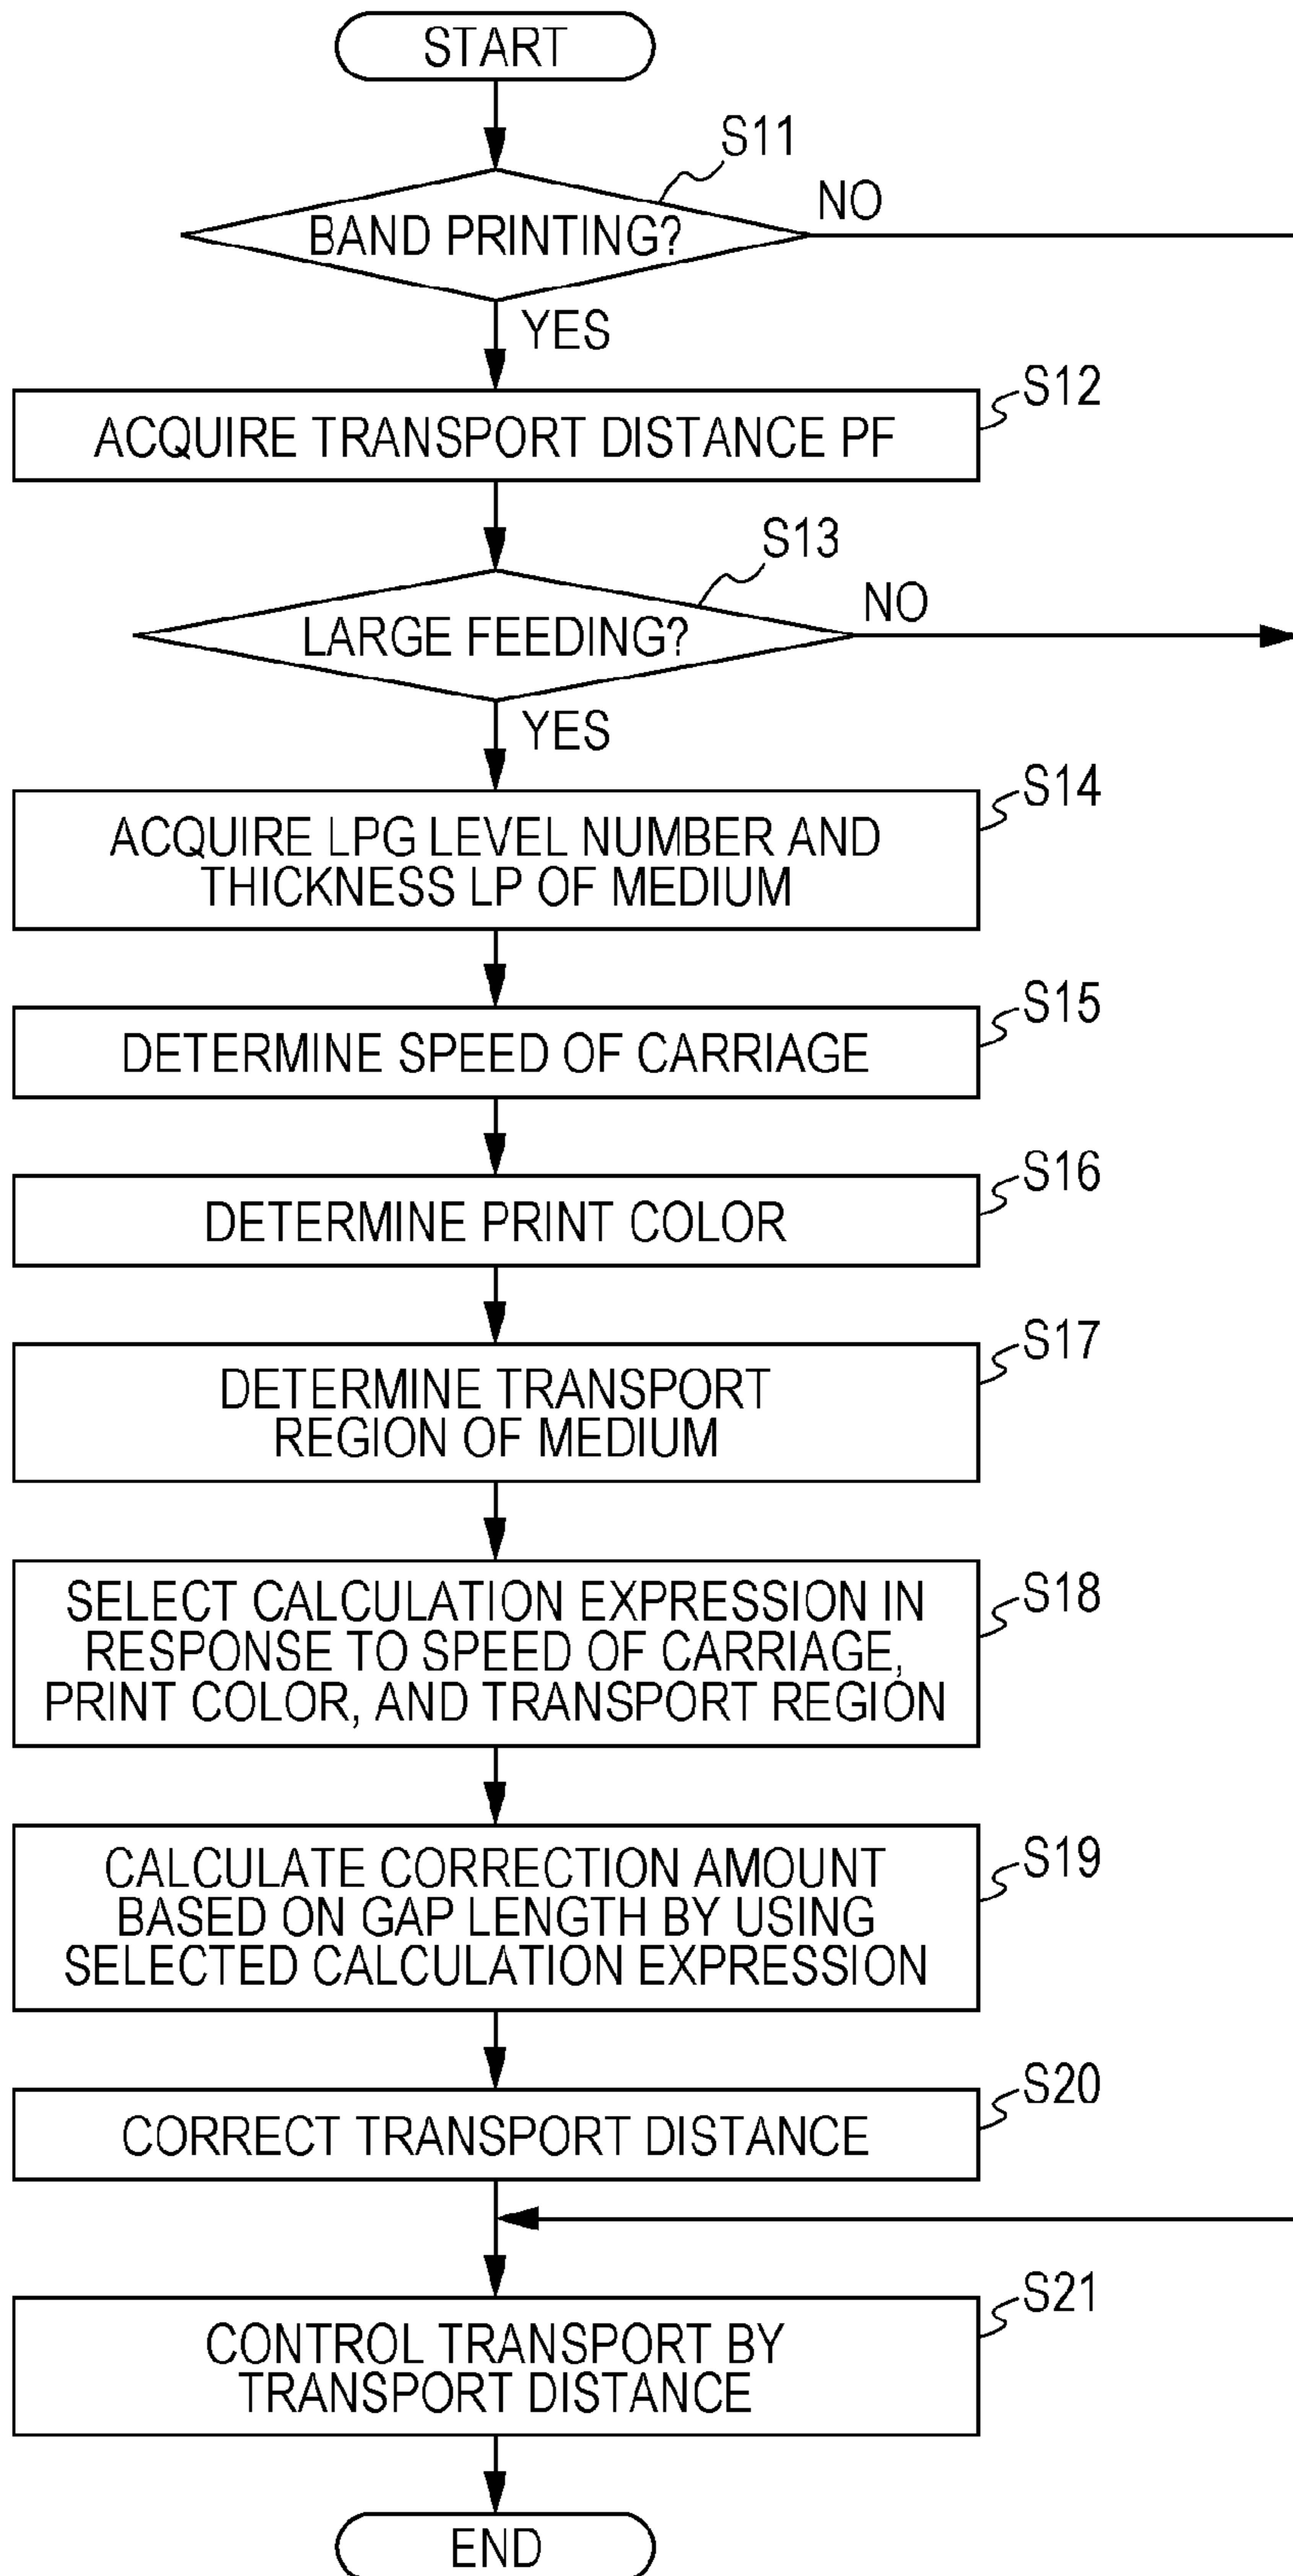 START
S11
BAND PRINTING?
NO
YES
S12
ACQUIRE TRANSPORT DISTANCE PF
S13
LARGE FEEDING?
NO
YES
S14
ACQUIRE LPG LEVEL NUMBER AND
THICKNESS LP OF MEDIUM
S15
DETERMINE SPEED OF CARRIAGE
S16
DETERMINE PRINT COLOR
S17
DETERMINE TRANSPORT
REGION OF MEDIUM
S18
SELECT CALCULATION EXPRESSION IN
RESPONSE TO SPEED OF CARRIAGE,
PRINT COLOR, AND TRANSPORT REGION
S19
CALCULATE CORRECTION AMOUNT
BASED ON GAP LENGTH BY USING
SELECTED CALCULATION EXPRESSION
S20
CORRECT TRANSPORT DISTANCE
S21
CONTROL TRANSPORT BY
TRANSPORT DISTANCE
END